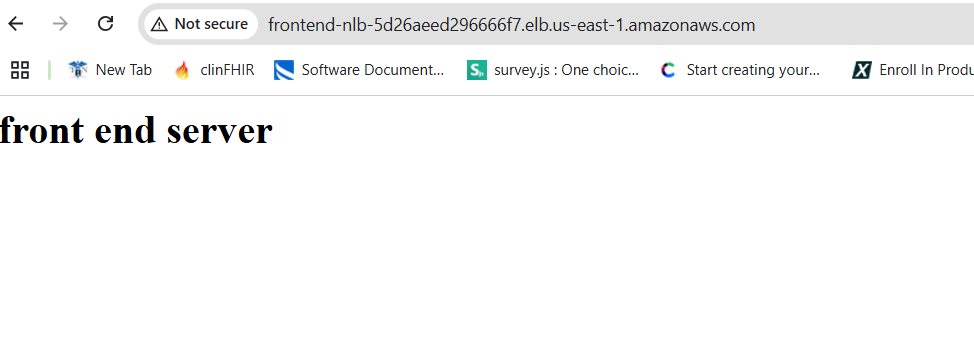 Not secure frontend-nlb-5d26aeed296666f7.elb.us-east-1.amazonaws.com
New Tab clinFHIR Software Document... survey.js : One choic... Start creating your... Enroll In Produ
front end server